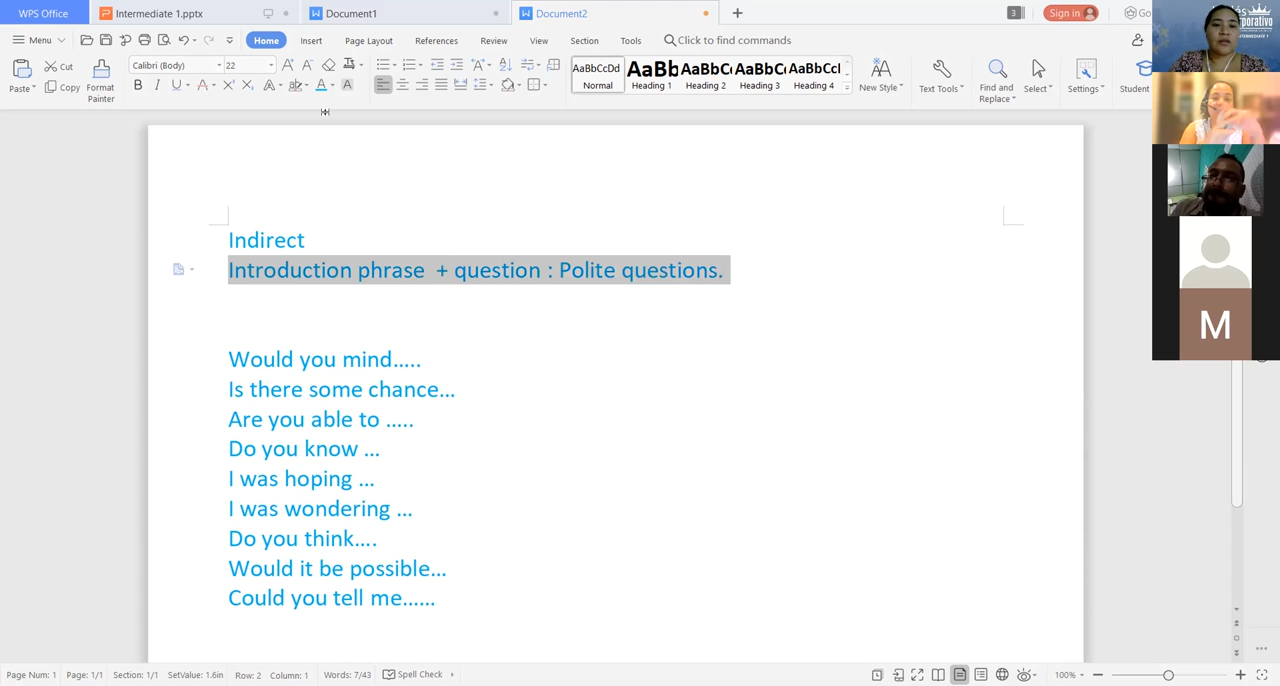 WPS Office
Intermediate 1.pptx
Document1
Document2
3
Sign in
Go
Menu
Home
Insert
Page Layout
References
Review
View
Section
Tools
Click to find commands
Paste
Cut
Copy
Format Painter
Calibri (Body)
22
AaBbCcDd
Normal
AaBb
Heading 1
AaBbC
Heading 2
AaBbC
Heading 3
AaBbCcI
Heading 4
New Style
Text Tools
Find and Replace
Select
Settings
Student
Indirect
Introduction phrase + question : Polite questions.
Would you mind.....
Is there some chance...
Are you able to .....
Do you know ...
I was hoping ...
I was wondering ...
Do you think....
Would it be possible...
Could you tell me......
M
Page Num: 1
Page: 1/1
Section: 1/1
SetValue: 1.6in
Row: 2
Column: 1
Words: 7/43
Spell Check
100%